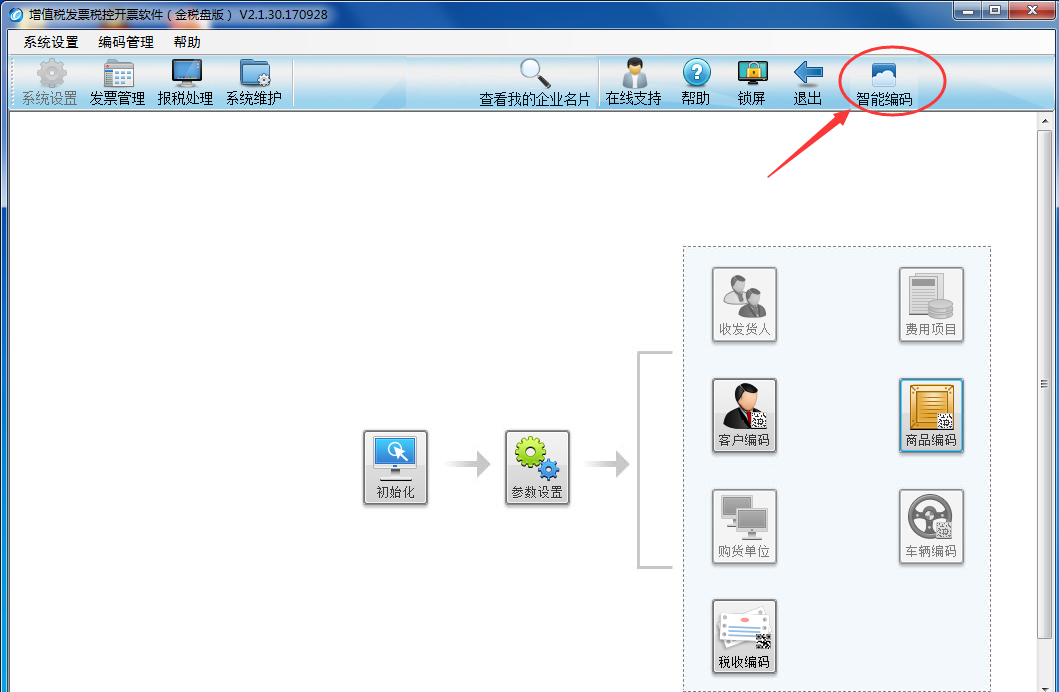 增值税发票税控开票软件（金税盘版） V2.1.30.170928
系统设置 编码管理 帮助
系统设置 发票管理 报税处理 系统维护 查看我的企业名片 在线支持 帮助 锁屏 退出 智能编码
收发货人 费用项目
客户编码 商品编码
初始化 参数设置
购货单位 车辆编码
税收编码